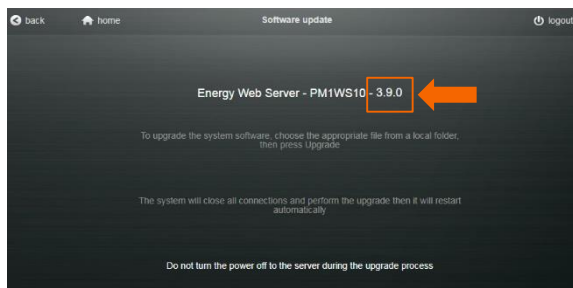 back home Software update logout
Energy Web Server - PM1WS10 - 3.9.0
To upgrade the system software, choose the appropriate file from a local folder,
then press Upgrade
The system will close all connections and perform the upgrade then it will restart
automatically
Do not turn the power off to the server during the upgrade process